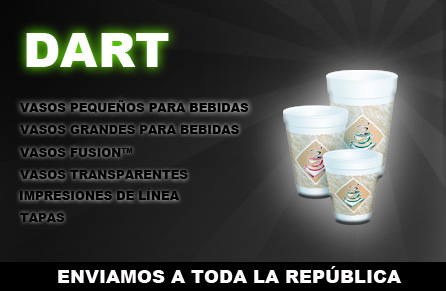 DART
VASOS PEQUEÑOS PARA BEBIDAS
VASOS GRANDES PARA BEBIDAS
VASOS FUSION™
VASOS TRANSPARENTES
IMPRESIONES DE LÍNEA
TAPAS
ENVIAMOS A TODA LA REPÚBLICA